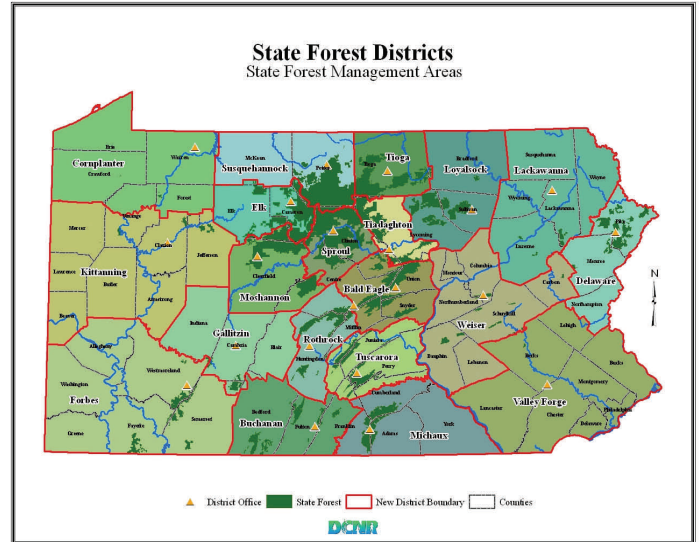 State Forest Districts
State Forest Management Areas
Erie
Warren
Cornplanter
Crawford
Forest
McKean
Susquehannock
Potter
Tioga
Tioga
Bradford
Loyalsock
Susquehanna
Lackawanna
Wayne
Wyoming
Lackawanna
Sullivan
Elk
Elk
Cameron
Tiadaghton
Lycoming
Pike
Luzerne
Monroe
Mercer
Venango
Clarion
Jefferson
Clinton
Sproul
Kittanning
Lawrence
Butler
Armstrong
Clearfield
Moshannon
Centre
Union
Bald Eagle
Snyder
Montour
Columbia
Northumberland
Carbon
Delaware
Northampton
Schuylkill
Weiser
Beaver
Allegheny
Indiana
Gallitzin
Cambria
Blair
Rothrock
Huntingdon
Mifflin
Juniata
Perry
Tuscarora
Dauphin
Lebanon
Lehigh
Berks
Bucks
Montgomery
Washington
Westmoreland
Forbes
Somerset
Greene
Fayette
Bedford
Buchanan
Fulton
Franklin
Cumberland
Adams
York
Michaux
Lancaster
Valley Forge
Chester
Delaware
Philadelphia
N
District Office State Forest New District Boundary Counties
DCNR